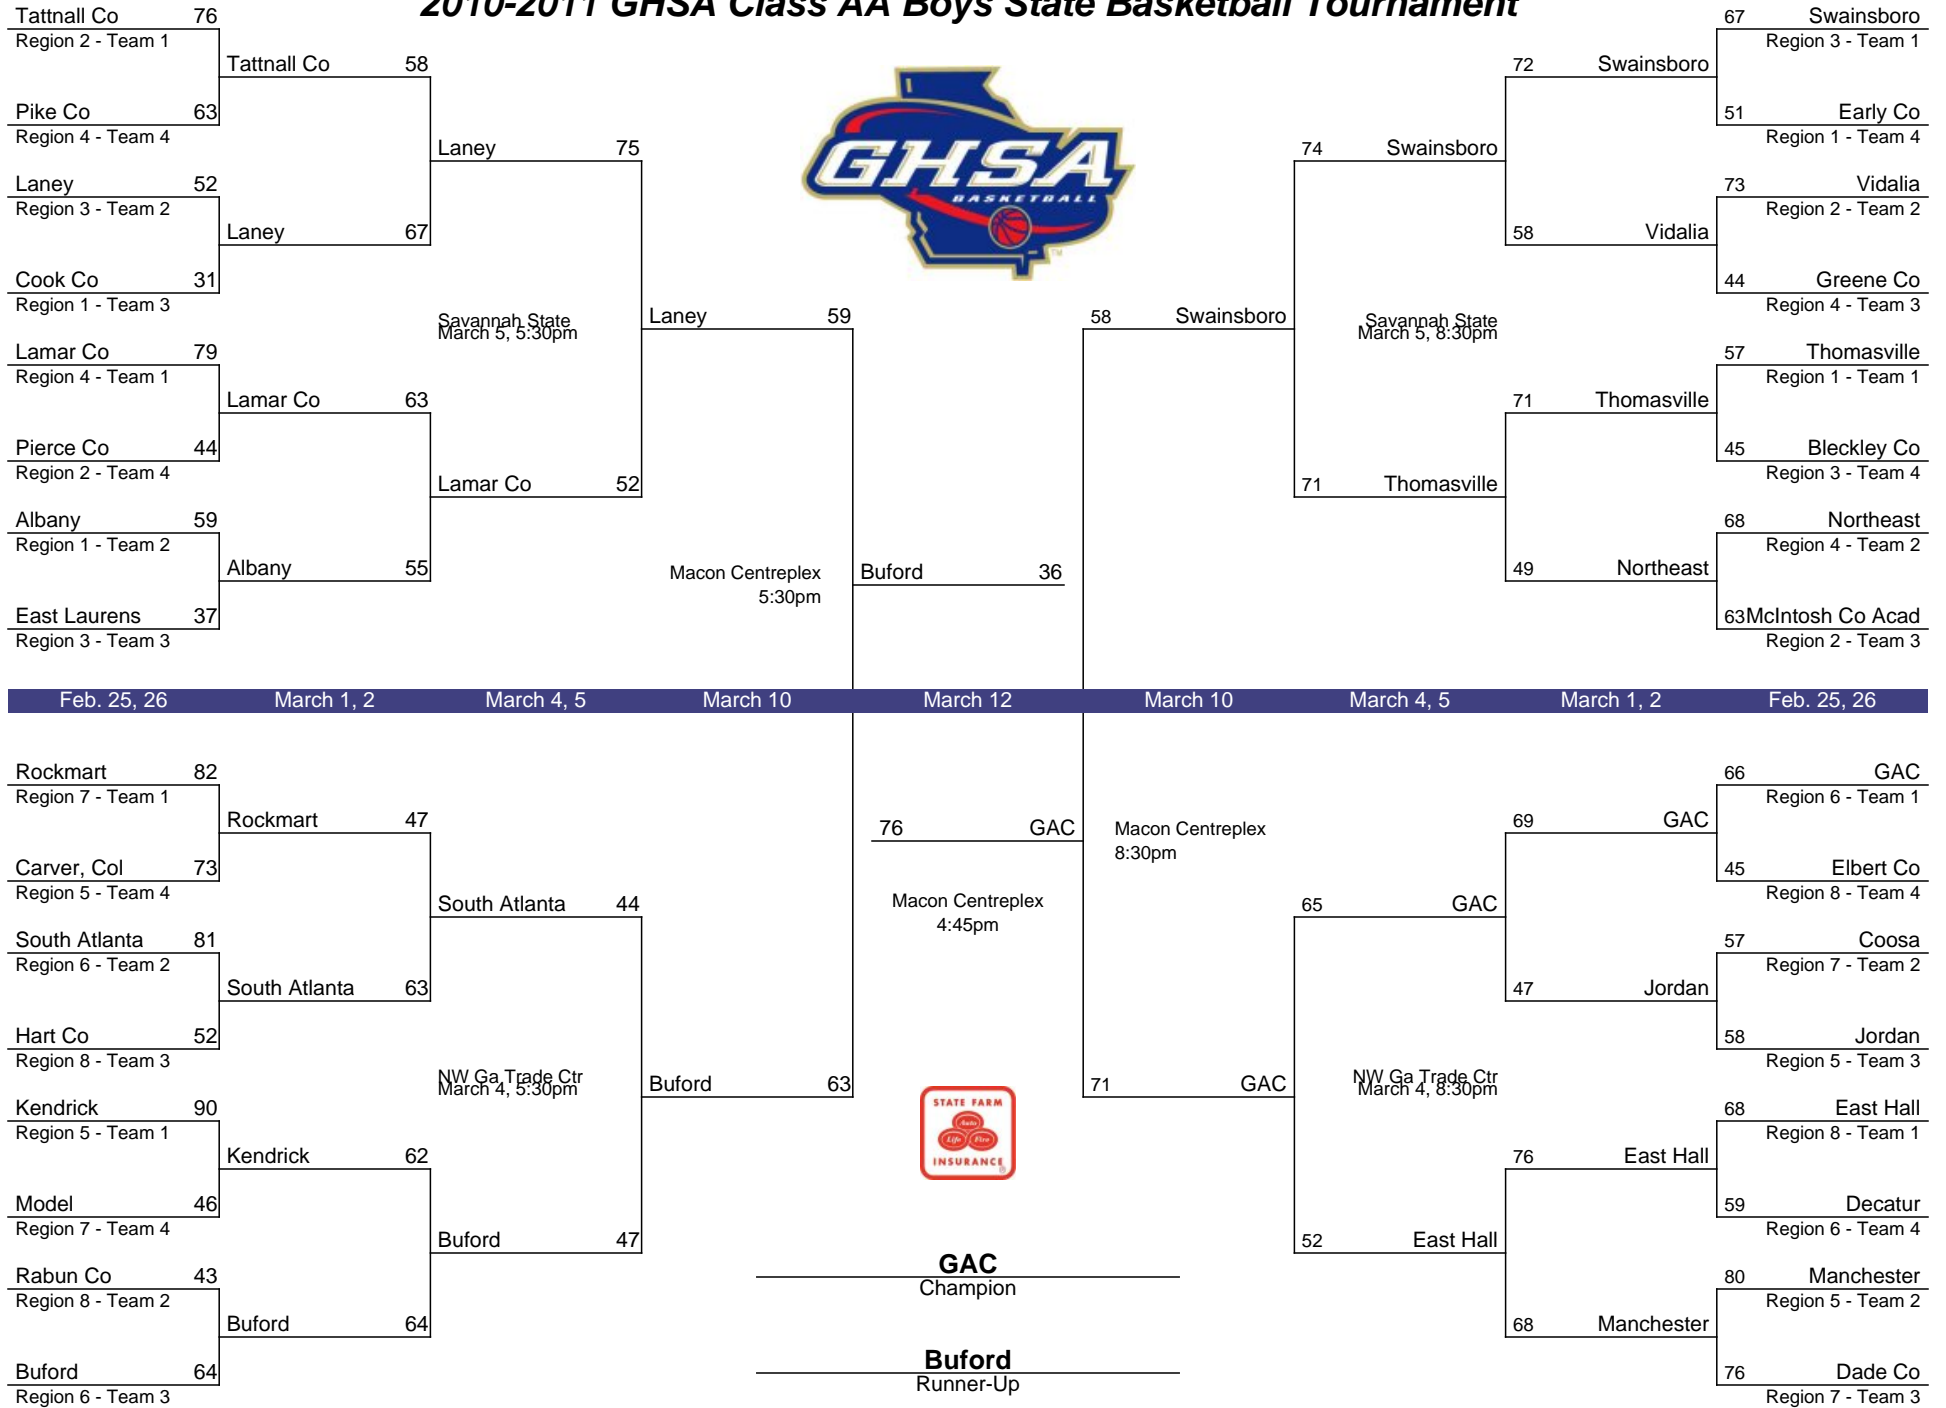 2010-2011 GHSA Class AA Boys State Basketball Tournament
Tattnall Co 76
Region 2 - Team 1
Tattnall Co 58
Pike Co 63
Region 4 - Team 4
Laney 75
Laney 52
Region 3 - Team 2
Laney 67
Cook Co 31
Region 1 - Team 3
Savannah State
March 5, 5:30pm
Laney 59
Lamar Co 79
Region 4 - Team 1
Lamar Co 63
Pierce Co 44
Region 2 - Team 4
Lamar Co 52
Albany 59
Region 1 - Team 2
Albany 55
East Laurens 37
Region 3 - Team 3
Macon Centreplex
5:30pm
Buford 36
GHSA
BASKETBALL
TM
67 Swainsboro
Region 3 - Team 1
72 Swainsboro
51 Early Co
Region 1 - Team 4
74 Swainsboro
73 Vidalia
Region 2 - Team 2
58 Vidalia
44 Greene Co
Region 4 - Team 3
58 Swainsboro
Savannah State
March 5, 8:30pm
57 Thomasville
Region 1 - Team 1
71 Thomasville
45 Bleckley Co
Region 3 - Team 4
71 Thomasville
68 Northeast
Region 4 - Team 2
49 Northeast
63 McIntosh Co Acad
Region 2 - Team 3
Feb. 25, 26 March 1, 2 March 4, 5 March 10 March 12 March 10 March 4, 5 March 1, 2 Feb. 25, 26
Rockmart 82
Region 7 - Team 1
Rockmart 47
Carver, Col 73
Region 5 - Team 4
South Atlanta 44
South Atlanta 81
Region 6 - Team 2
South Atlanta 63
Hart Co 52
Region 8 - Team 3
NW Ga Trade Ctr
March 4, 5:30pm
Buford 63
Kendrick 90
Region 5 - Team 1
Kendrick 62
Model 46
Region 7 - Team 4
Buford 47
Rabun Co 43
Region 8 - Team 2
Buford 64
Buford 64
Region 6 - Team 3
76 GAC
Macon Centreplex
8:30pm
Macon Centreplex
4:45pm
66 GAC
Region 6 - Team 1
69 GAC
45 Elbert Co
Region 8 - Team 4
65 GAC
57 Coosa
Region 7 - Team 2
47 Jordan
58 Jordan
Region 5 - Team 3
71 GAC
NW Ga Trade Ctr
March 4, 8:30pm
68 East Hall
Region 8 - Team 1
76 East Hall
59 Decatur
Region 6 - Team 4
52 East Hall
80 Manchester
Region 5 - Team 2
68 Manchester
76 Dade Co
Region 7 - Team 3
STATE FARM
Auto
Life Fire
INSURANCE
®
GAC
Champion
Buford
Runner-Up